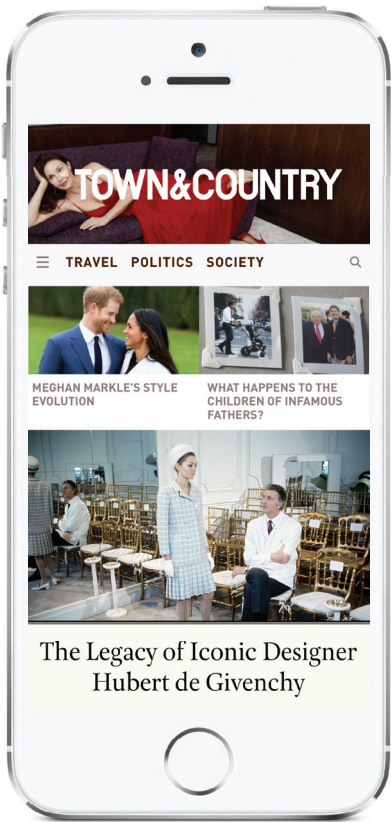 TOWN&COUNTRY
TRAVEL POLITICS SOCIETY
MEGHAN MARKLE'S STYLE
EVOLUTION
WHAT HAPPENS TO THE
CHILDREN OF INFAMOUS
FATHERS?
The Legacy of Iconic Designer
Hubert de Givenchy